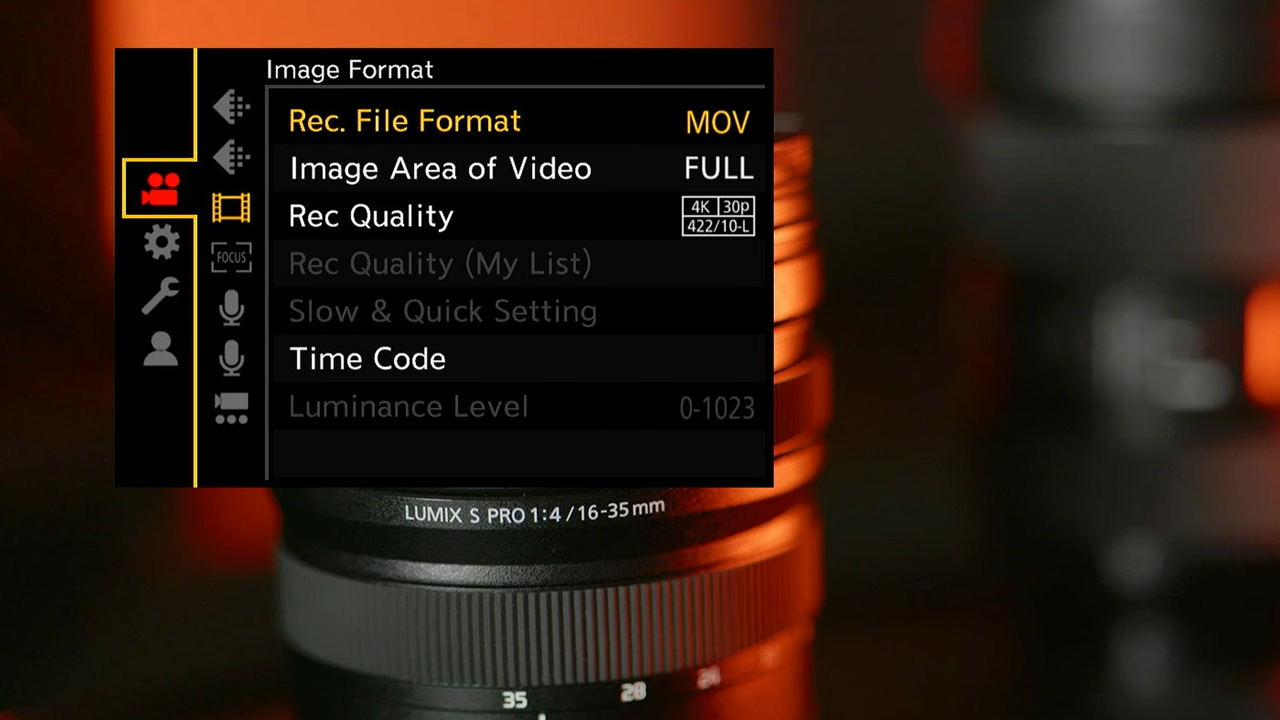 Image Format
Rec. File Format MOV
Image Area of Video FULL
Rec Quality 4K 30p 422/10-L
Rec Quality (My List)
Slow & Quick Setting
Time Code
Luminance Level 0-1023
FOCUS
LUMIX S PRO 1:4 / 16-35mm
35 28 24